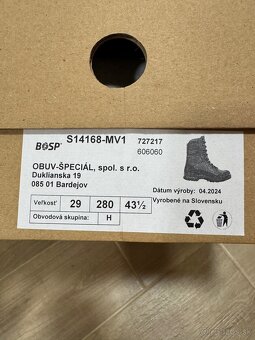 BOSP
S14168-MV1
727217
606060
OBUV-ŠPECIÁL, spol. s r.o.
Duklianska 19
085 01 Bardejov
Dátum výroby: 04.2024
Vyrobené na Slovensku
Veľkosť 29 280 43½
Obvodová skupina: H